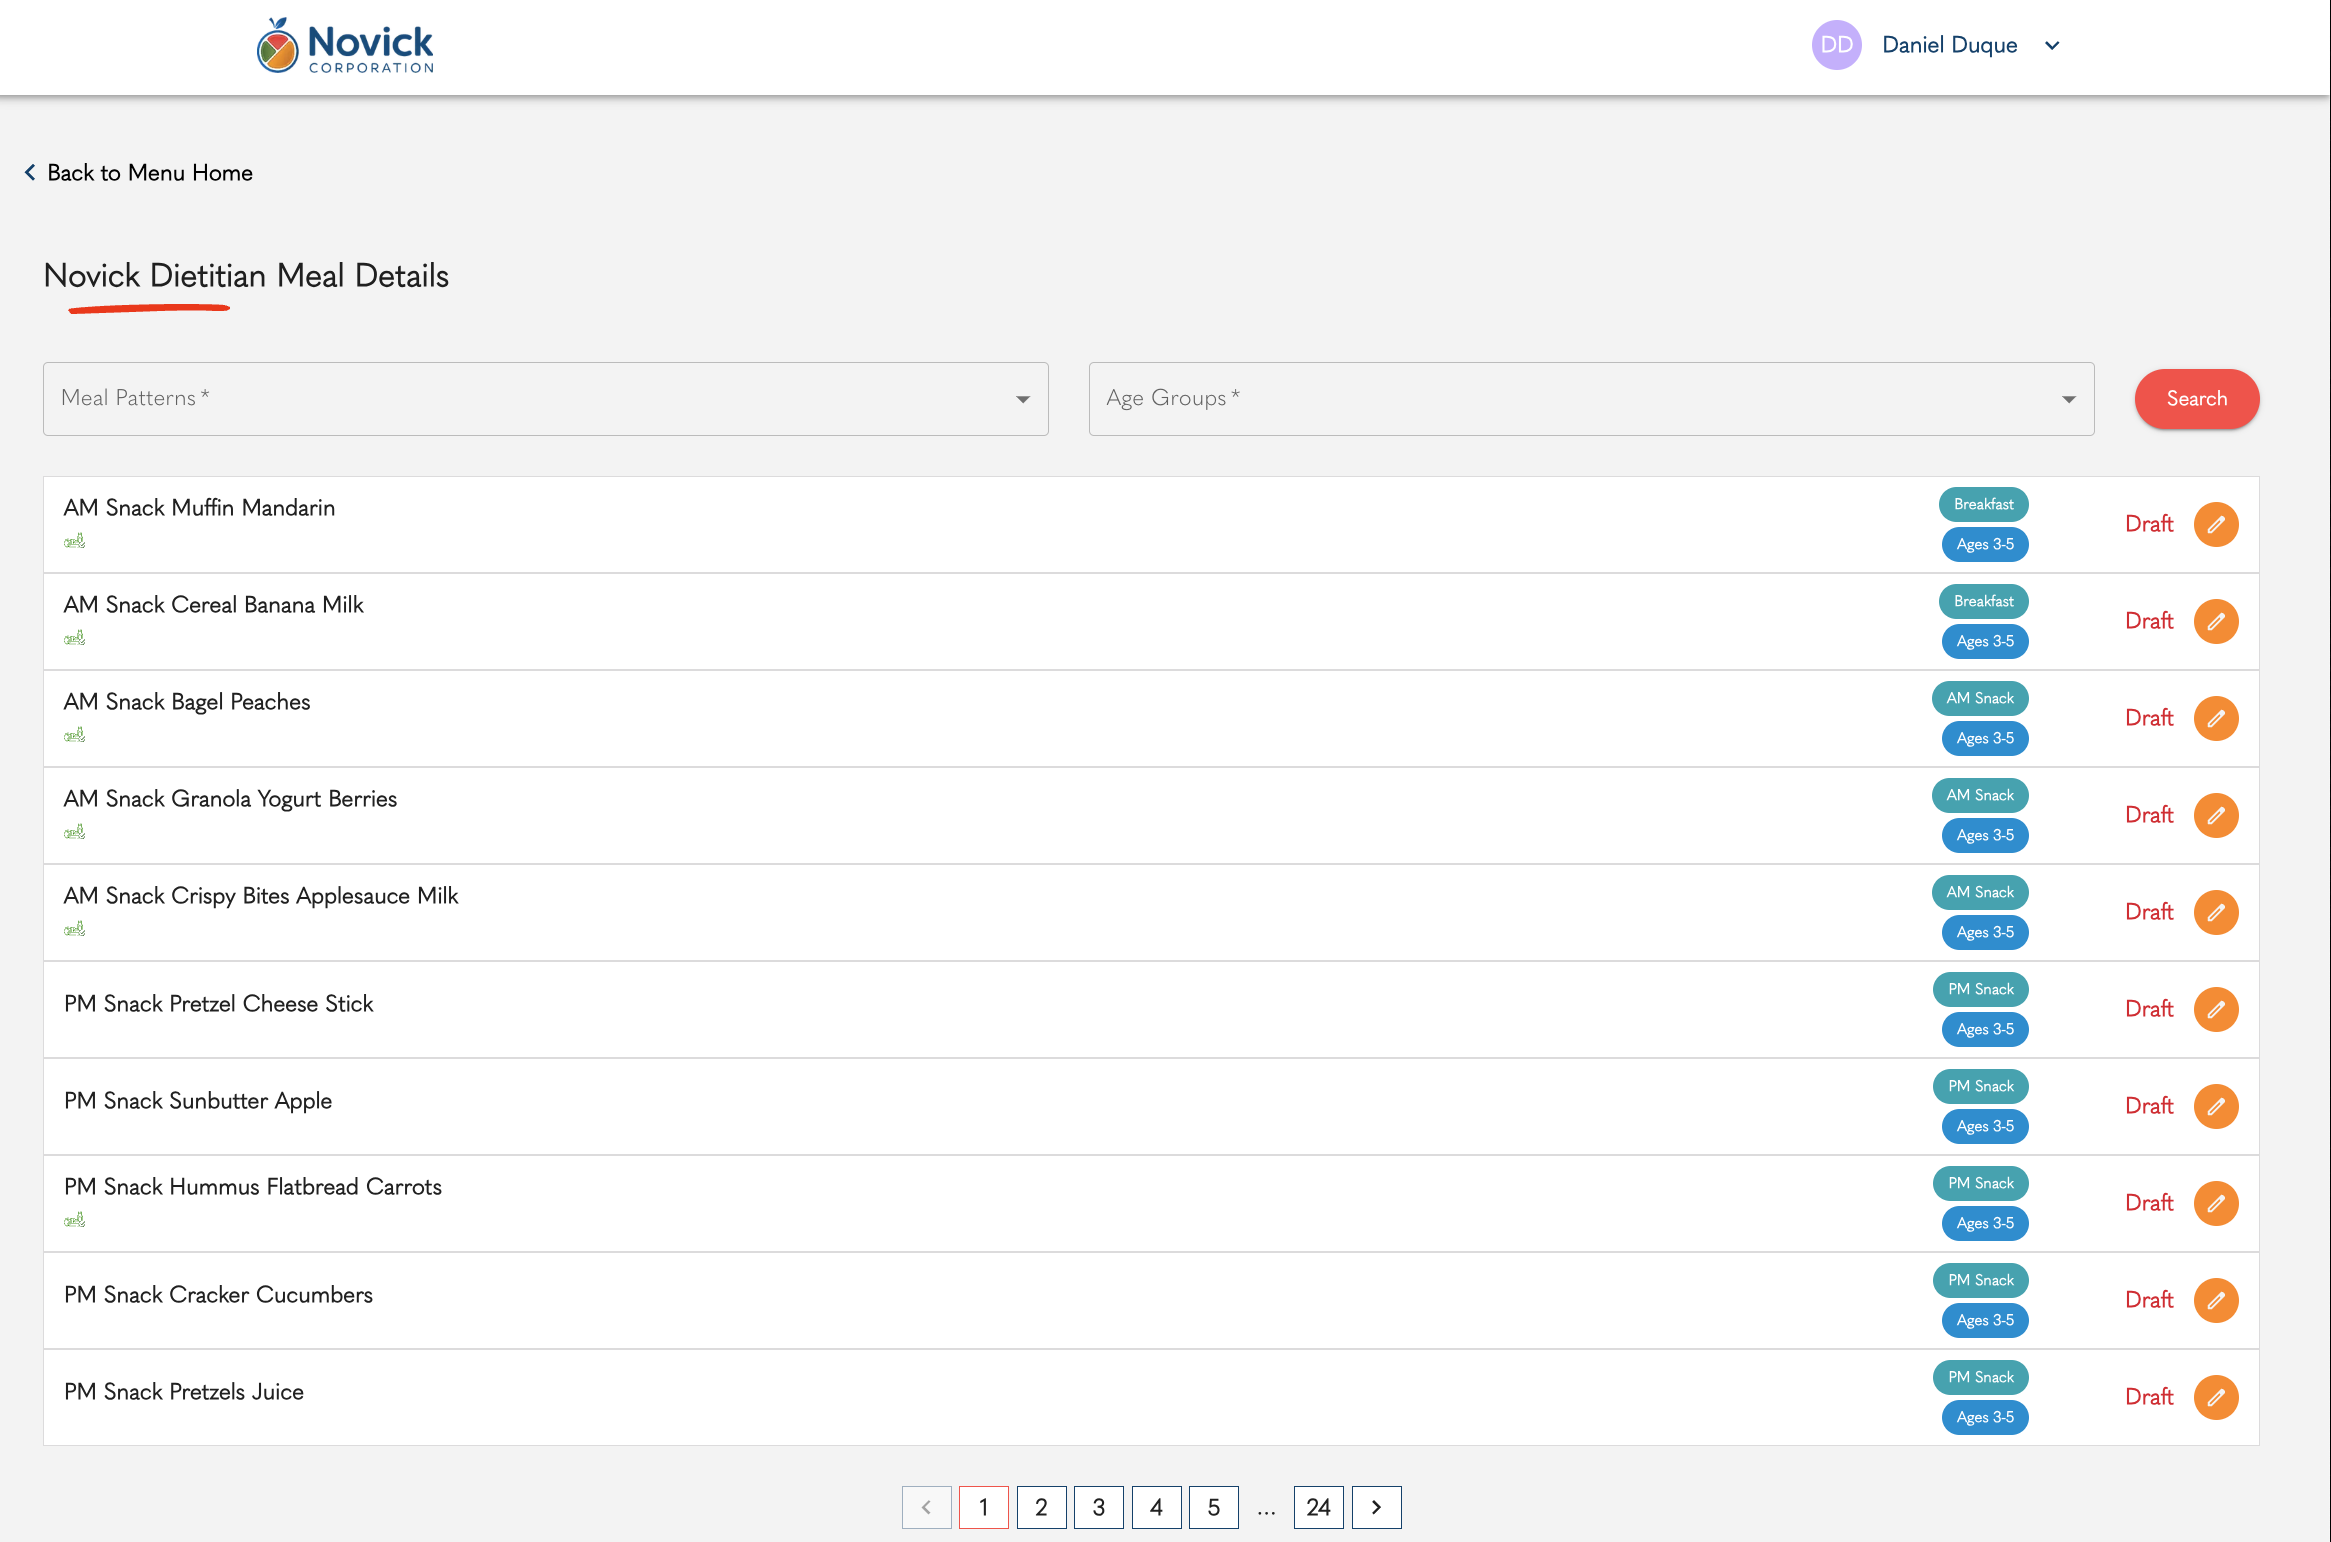 Novick
CORPORATION
DD Daniel Duque
Back to Menu Home
Novick Dietitian Meal Details
Meal Patterns * Age Groups * Search
AM Snack Muffin Mandarin
Breakfast
Ages 3-5
Draft
AM Snack Cereal Banana Milk
Breakfast
Ages 3-5
Draft
AM Snack Bagel Peaches
AM Snack
Ages 3-5
Draft
AM Snack Granola Yogurt Berries
AM Snack
Ages 3-5
Draft
AM Snack Crispy Bites Applesauce Milk
AM Snack
Ages 3-5
Draft
PM Snack Pretzel Cheese Stick
PM Snack
Ages 3-5
Draft
PM Snack Sunbutter Apple
PM Snack
Ages 3-5
Draft
PM Snack Hummus Flatbread Carrots
PM Snack
Ages 3-5
Draft
PM Snack Cracker Cucumbers
PM Snack
Ages 3-5
Draft
PM Snack Pretzels Juice
PM Snack
Ages 3-5
Draft
1 2 3 4 5 ... 24